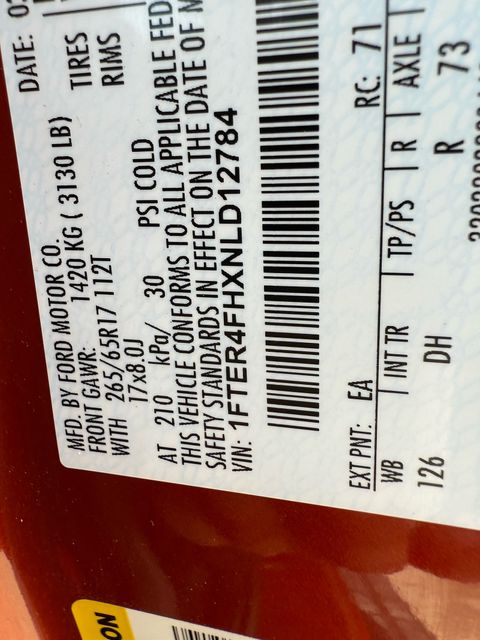 MFD. BY FORD MOTOR CO.
DATE: 03
FRONT GAWR: 1420 KG ( 3130 LB)
WITH 265/65R17 112T TIRES
17x8.0J RIMS
AT 210 kPa/ 30 PSI COLD
THIS VEHICLE CONFORMS TO ALL APPLICABLE FED
SAFETY STANDARDS IN EFFECT ON THE DATE OF M
VIN: 1FTER4FHXNLD12784
EXT PNT: EA RC: 71
WB INT TR TP/PS R AXLE
126 DH R 73
ON